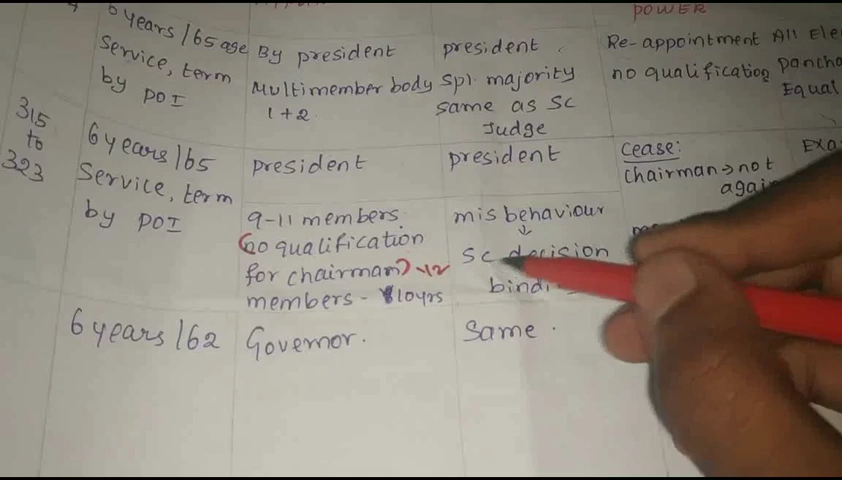 POWER
6 years /65 age
Service, term
by POI
By president
Multimember body
1+2
president
Spl. majority
same as SC
Judge
Re-appointment
no qualification
All Ele
Equal
315
to
323
6 years /65
Service, term
by POI
president
9-11 members
(no qualification
for chairman)
members - 10yrs
president
misbehaviour
↓
SC decision
bindi
Cease:
chairman → not
again
Exa
6 years /62
Governor.
Same.